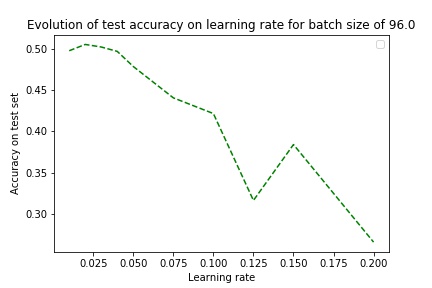 Evolution of test accuracy on learning rate for batch size of 96.0
0.50
0.45
0.40
0.35
0.30
Accuracy on test set
0.025 0.050 0.075 0.100 0.125 0.150 0.175 0.200
Learning rate